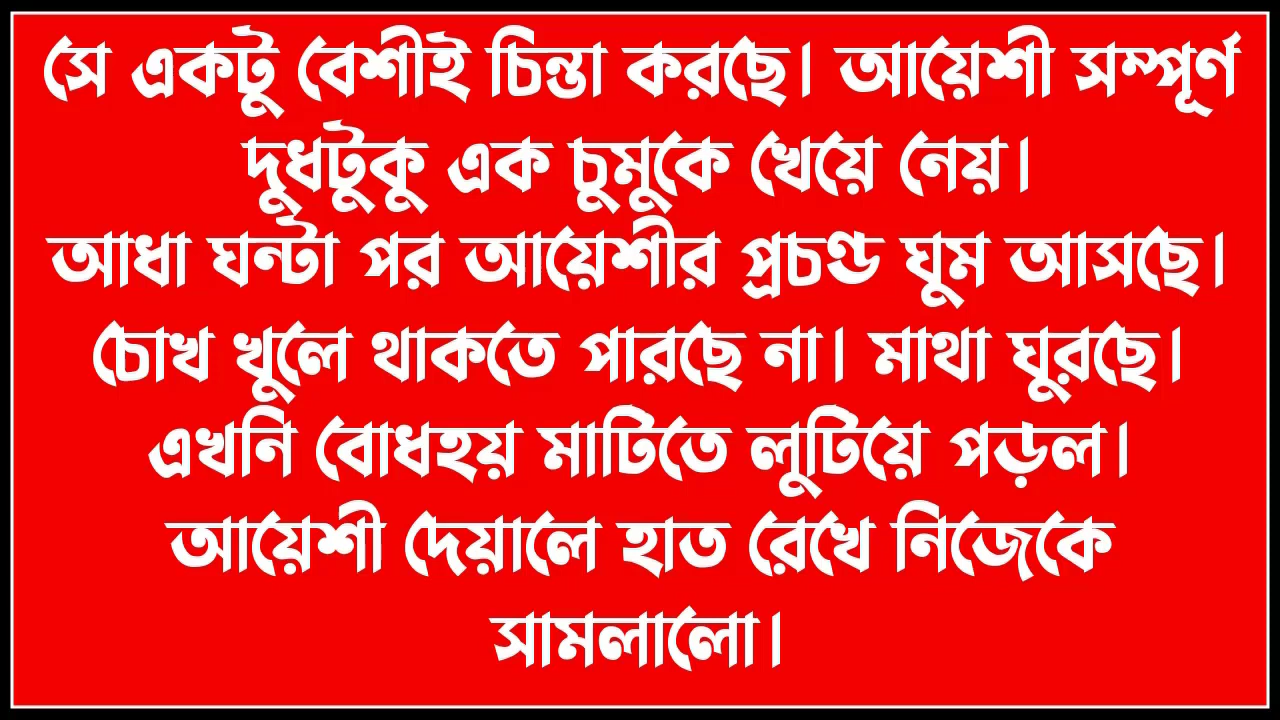 সে একটু বেশীই চিন্তা করছে। আয়েশী সম্পূর্ণ
দুধটুকু এক চুমুকে খেয়ে নেয়।
আধা ঘন্টা পর আয়েশীর প্রচণ্ড ঘুম আসছে।
চোখ খুলে থাকতে পারছে না। মাথা ঘুরছে।
এখনি বোধহয় মাটিতে লুটিয়ে পড়ল।
আয়েশী দেয়ালে হাত রেখে নিজেকে
সামলালো।